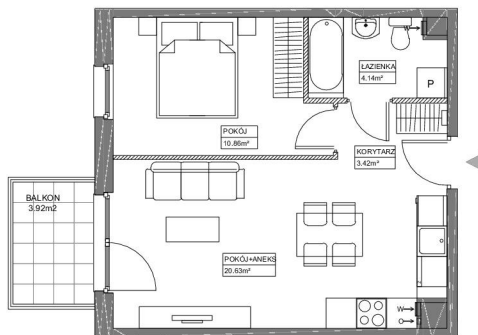 W
ŁAZIENKA
4.14m²
P
POKÓJ
10.86m²
KORYTARZ
3.42m²
BALKON
3.92m2
POKÓJ+ANEKS
20.63m²
W
O